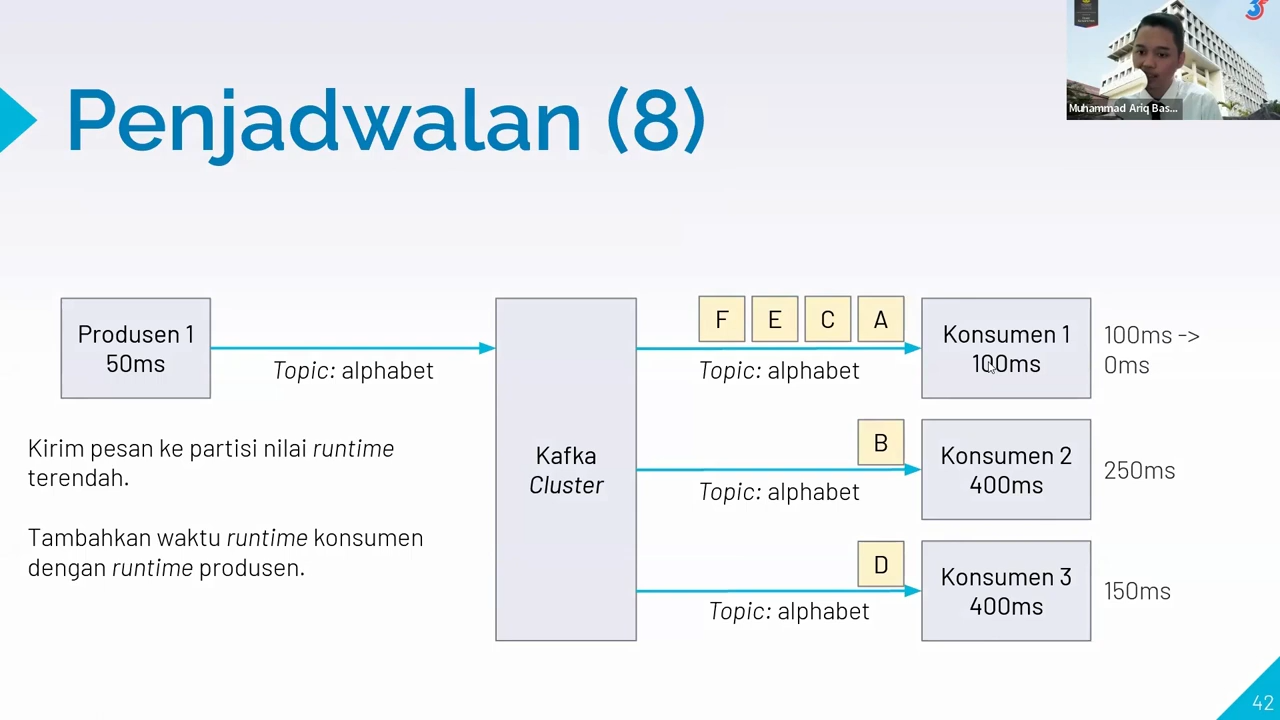 Penjadwalan (8)
Muhammad Ariq Bas...
Produsen 1
50ms
Topic: alphabet
Kirim pesan ke partisi nilai runtime
terendah.
Tambahkan waktu runtime konsumen
dengan runtime produsen.
Kafka
Cluster
F E C A
Topic: alphabet
Konsumen 1
100ms
100ms ->
0ms
B
Topic: alphabet
Konsumen 2
400ms
250ms
D
Topic: alphabet
Konsumen 3
400ms
150ms
42